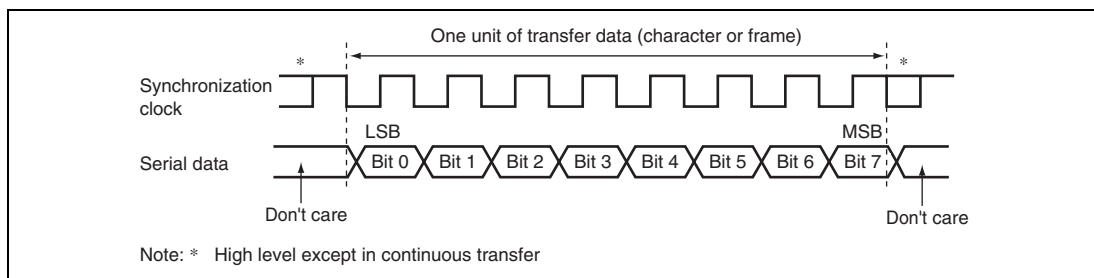 One unit of transfer data (character or frame)
* *
Synchronization
clock
LSB MSB
Serial data Bit 0 Bit 1 Bit 2 Bit 3 Bit 4 Bit 5 Bit 6 Bit 7
Don't care Don't care
Note: * High level except in continuous transfer